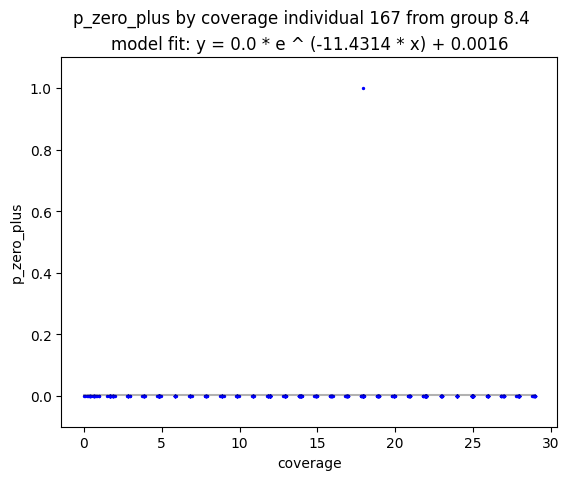 p_zero_plus by coverage individual 167 from group 8.4
model fit: y = 0.0 * e ^ (-11.4314 * x) + 0.0016
1.0
0.8
0.6
0.4
0.2
0.0
p_zero_plus
0 5 10 15 20 25 30
coverage